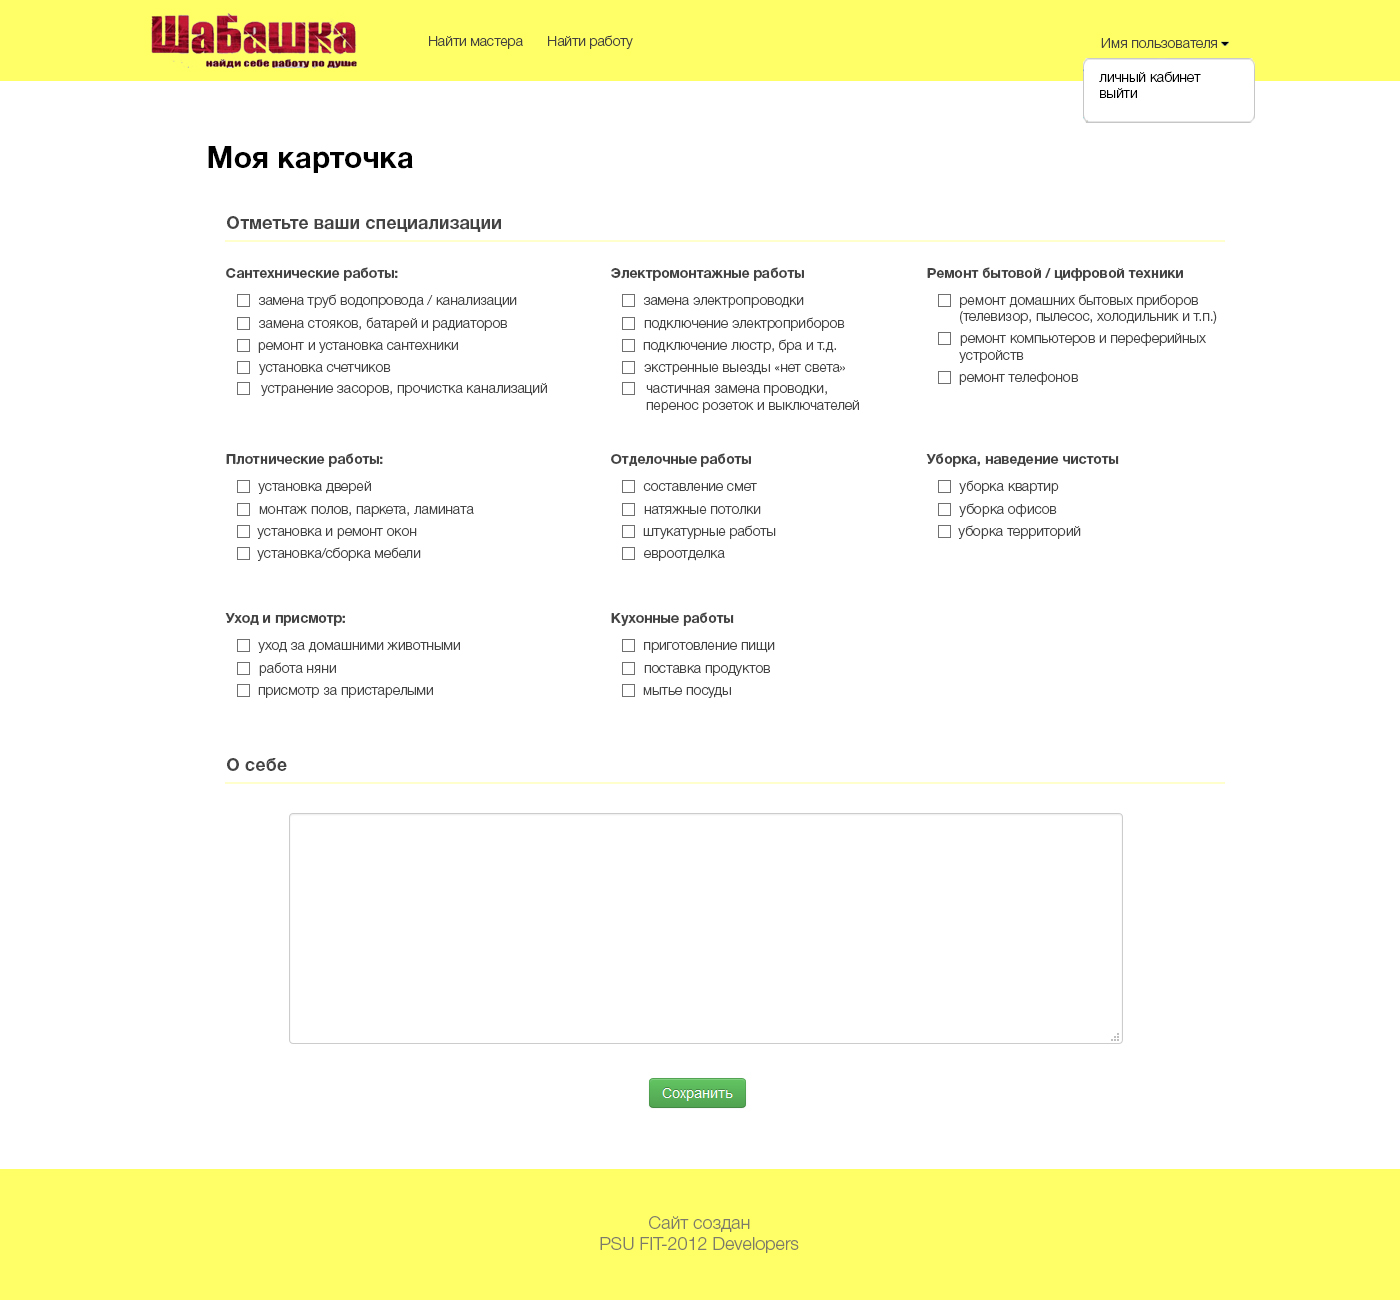 ШаБашка
найди себе работу по душе
Найти мастера
Найти работу
Имя пользователя
личный кабинет
выйти
Моя карточка
Отметьте ваши специализации
Сантехнические работы:
замена труб водопровода / канализации
замена стояков, батарей и радиаторов
ремонт и установка сантехники
установка счетчиков
устранение засоров, прочистка канализаций
Электромонтажные работы
замена электропроводки
подключение электроприборов
подключение люстр, бра и т.д.
экстренные выезды «нет света»
частичная замена проводки,
перенос розеток и выключателей
Ремонт бытовой / цифровой техники
ремонт домашних бытовых приборов
(телевизор, пылесос, холодильник и т.п.)
ремонт компьютеров и переферийных
устройств
ремонт телефонов
Плотнические работы:
установка дверей
монтаж полов, паркета, ламината
установка и ремонт окон
установка/сборка мебели
Отделочные работы
составление смет
натяжные потолки
штукатурные работы
евроотделка
Уборка, наведение чистоты
уборка квартир
уборка офисов
уборка территорий
Уход и присмотр:
уход за домашними животными
работа няни
присмотр за пристарелыми
Кухонные работы
приготовление пищи
поставка продуктов
мытье посуды
О себе
Сохранить
Сайт создан
PSU FIT-2012 Developers